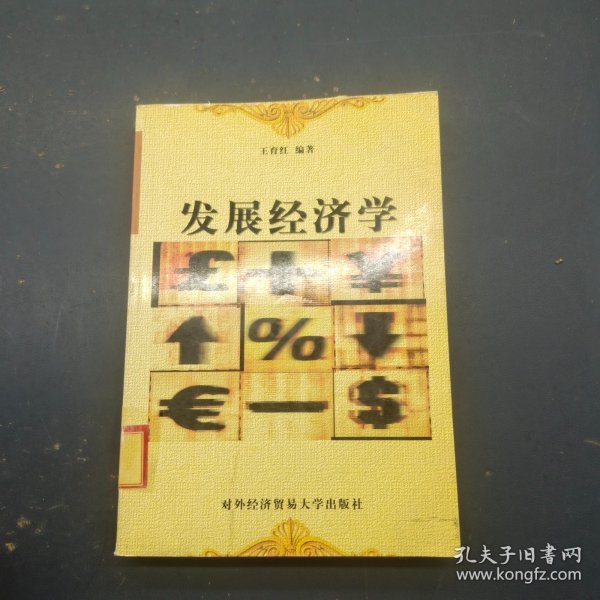 王育红 编著
发展经济学
£ + ¥
↑ % ↓
€ — $
对外经济贸易大学出版社
孔夫子旧书网
www.kongfz.com